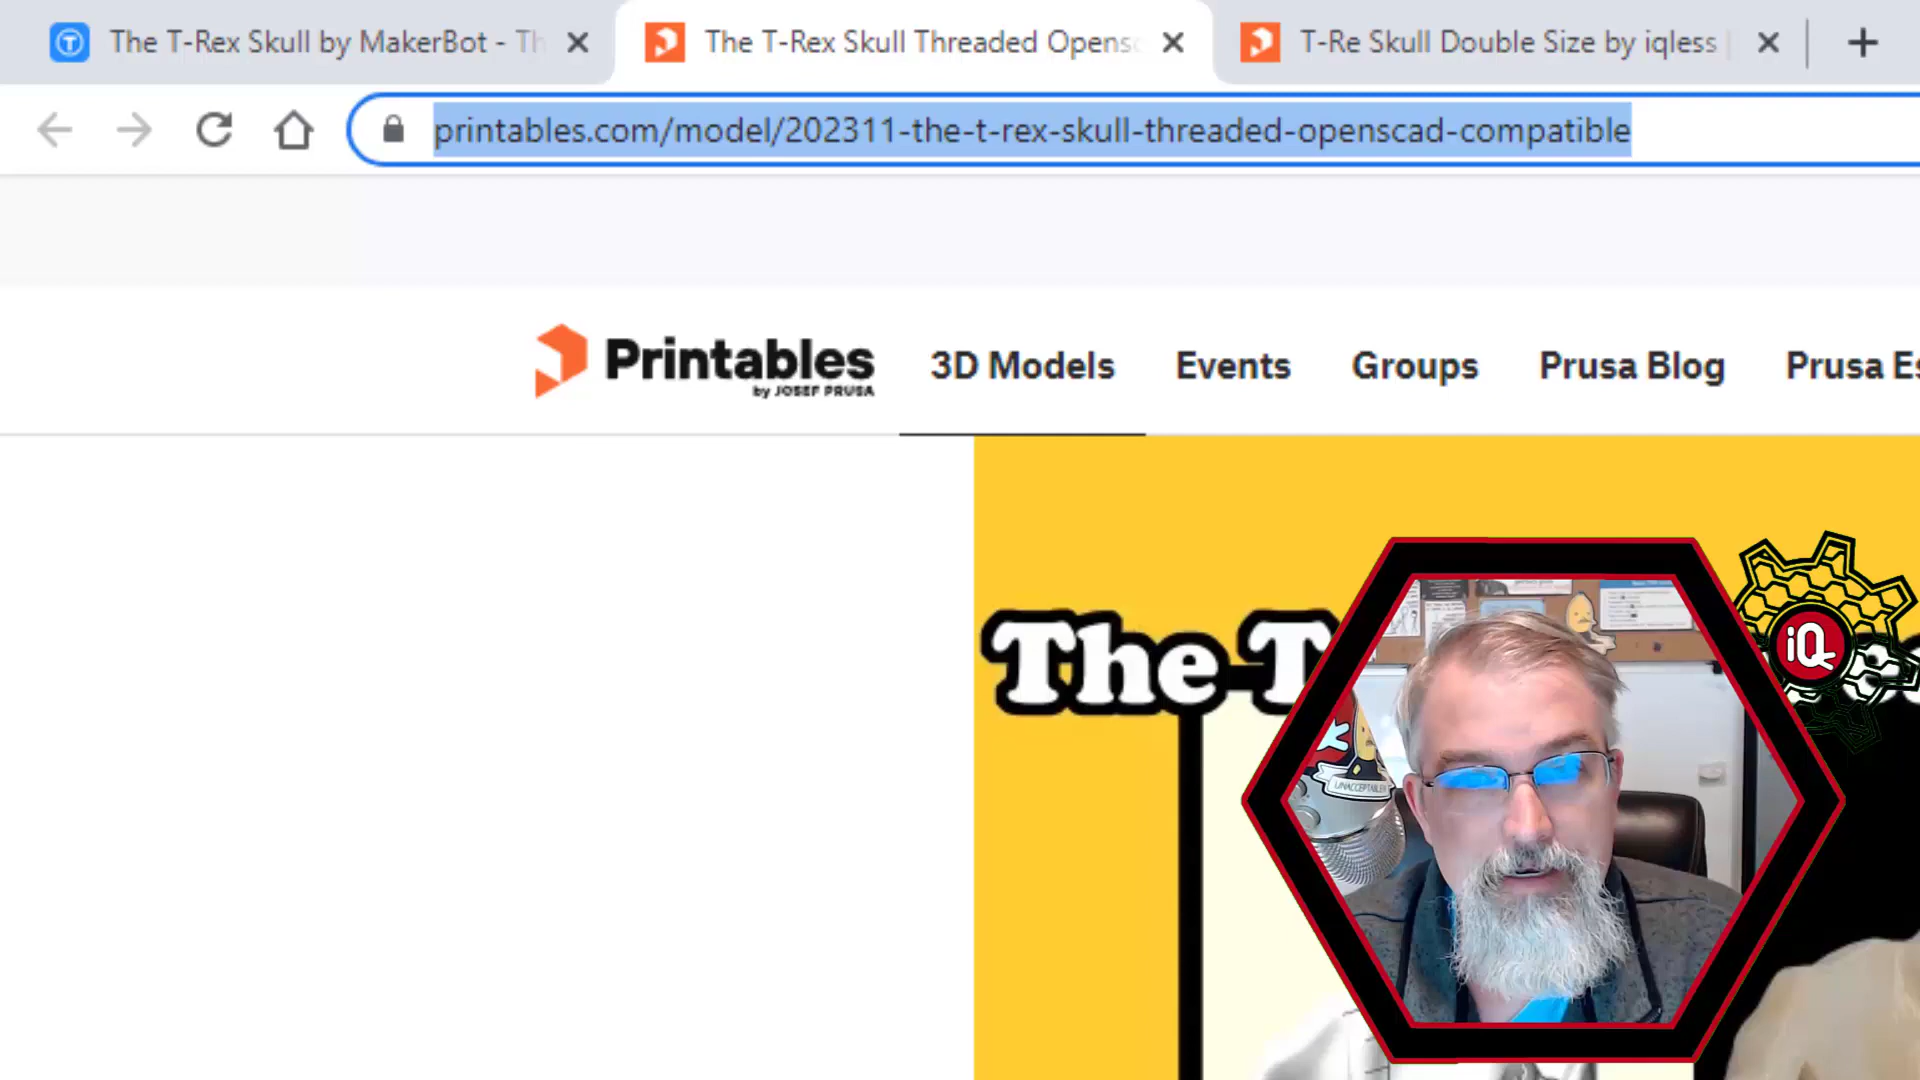 The T-Rex Skull by MakerBot - Th
The T-Rex Skull Threaded Opensc
T-Re Skull Double Size by iqless
printables.com/model/202311-the-t-rex-skull-threaded-openscad-compatible
Printables
by JOSEF PRUSA
3D Models
Events
Groups
Prusa Blog
Prusa Es
The T
iQ
UNACCEPTABLE